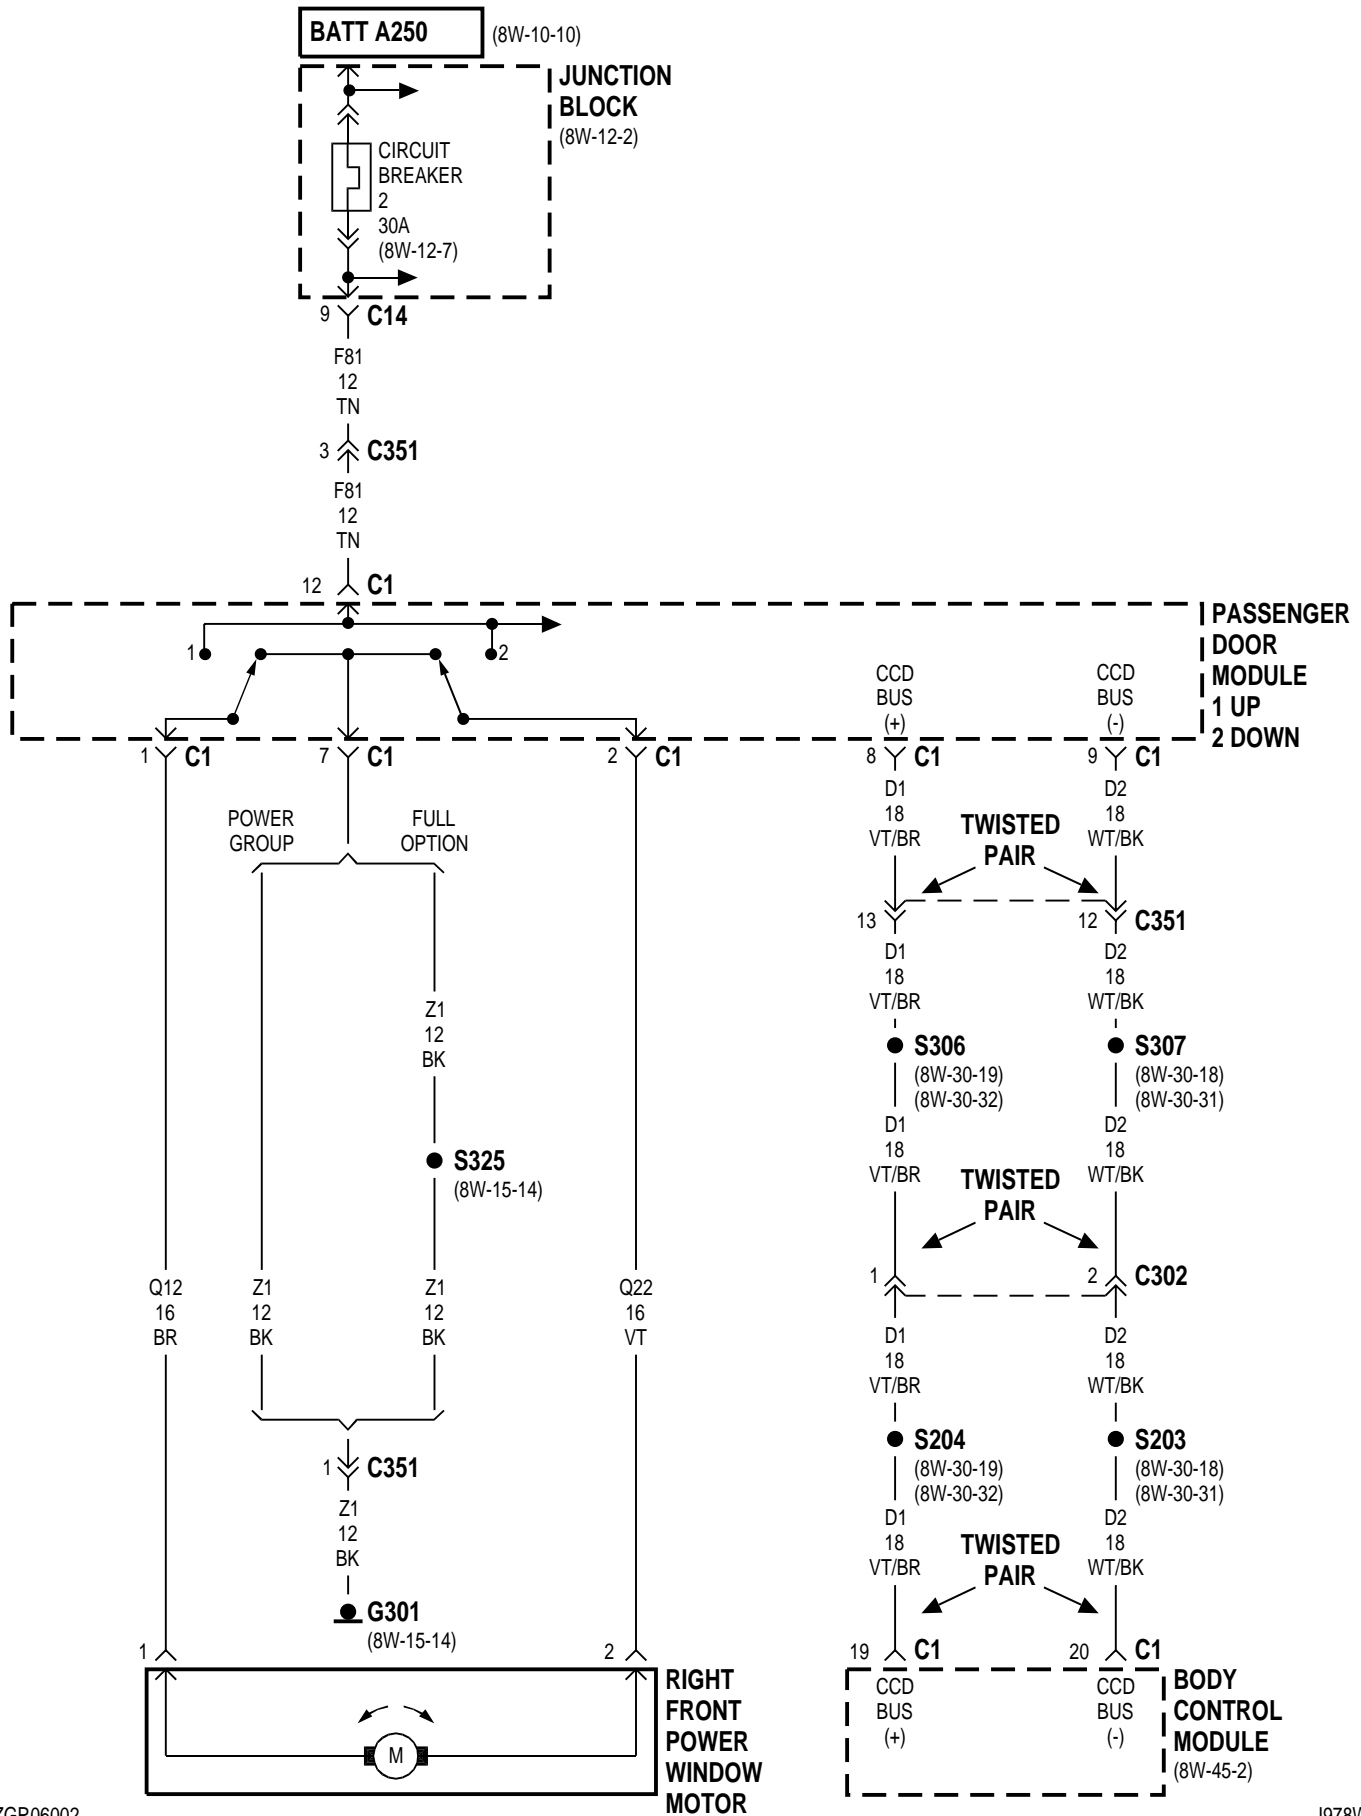 BATT A250 (8W-10-10)
JUNCTION
BLOCK
(8W-12-2)
CIRCUIT
BREAKER
2
30A
(8W-12-7)
9 C14
F81
12
TN
3 C351
F81
12
TN
12 C1
PASSENGER
DOOR
MODULE
1 UP
2 DOWN
1 2
CCD
BUS
(+)
CCD
BUS
(-)
1 C1 7 C1 2 C1 8 C1 9 C1
POWER
GROUP
FULL
OPTION
D1
18
VT/BR
D2
18
WT/BK
TWISTED
PAIR
13 12 C351
D1
18
VT/BR
D2
18
WT/BK
Z1
12
BK
S306
(8W-30-19)
(8W-30-32)
S307
(8W-30-18)
(8W-30-31)
D1
18
VT/BR
D2
18
WT/BK
S325
(8W-15-14)
TWISTED
PAIR
1 2 C302
Q12
16
BR
Z1
12
BK
Z1
12
BK
Q22
16
VT
D1
18
VT/BR
D2
18
WT/BK
S204
(8W-30-19)
(8W-30-32)
S203
(8W-30-18)
(8W-30-31)
1 C351
Z1
12
BK
D1
18
VT/BR
D2
18
WT/BK
TWISTED
PAIR
G301
(8W-15-14)
1 2 19 C1 20 C1
RIGHT
FRONT
POWER
WINDOW
MOTOR
M
CCD
BUS
(+)
CCD
BUS
(-)
BODY
CONTROL
MODULE
(8W-45-2)